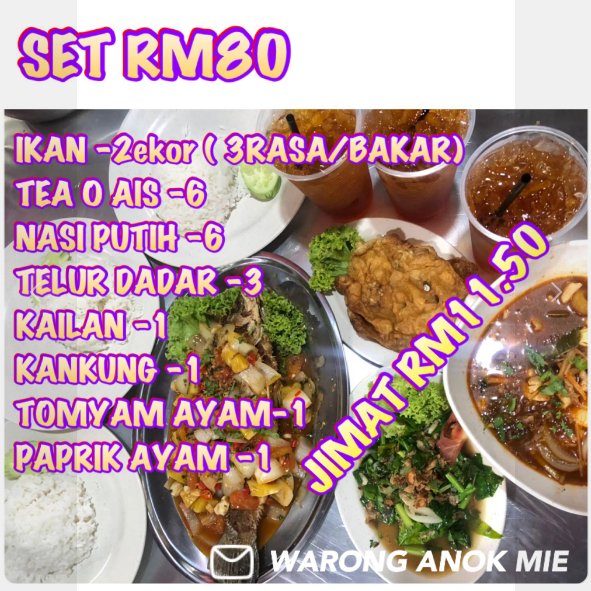 SET RM80
IKAN -2ekor ( 3RASA/BAKAR)
TEA O AIS -6
NASI PUTIH -6
TELUR DADAR -3
KAILAN -1
KANKUNG -1
TOMYAM AYAM-1
PAPRIK AYAM -1
JIMAT RM11.50
WARONG ANOK MIE